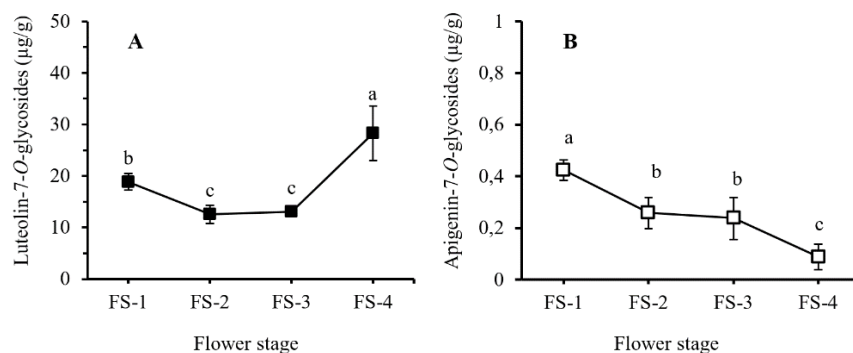 Luteolin-7-O-glycosides (µg/g)
50
40
30
20
10
0
A
b
c
c
a
FS-1 FS-2 FS-3 FS-4
Flower stage
Apigenin-7-O-glycosides (µg/g)
1
0,8
0,6
0,4
0,2
0
B
a
b
b
c
FS-1 FS-2 FS-3 FS-4
Flower stage